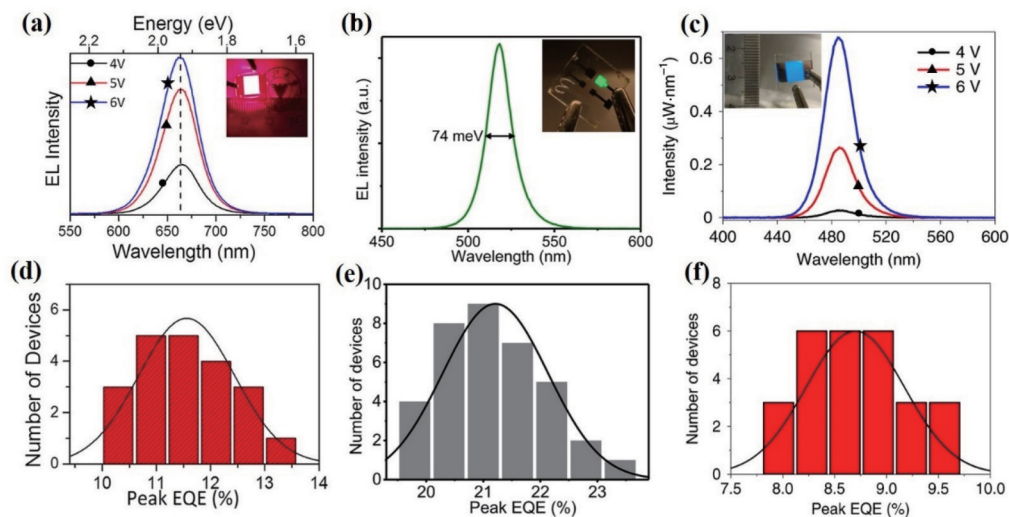 (a)
Energy (eV)
2.2 2.0 1.8 1.6
4V
5V
6V
EL Intensity
550 600 650 700 750 800
Wavelength (nm)
(b)
EL intensity (a.u.)
74 meV
450 500 550 600
Wavelength (nm)
(c)
4 V
5 V
6 V
Intensity (µW·nm⁻¹)
0.6
0.4
0.2
0
400 440 480 520 560 600
Wavelength (nm)
(d)
Number of Devices
6
4
2
0
10 11 12 13 14
Peak EQE (%)
(e)
Number of devices
10
8
6
4
2
0
20 21 22 23
Peak EQE (%)
(f)
Number of devices
8
6
4
2
0
7.5 8.0 8.5 9.0 9.5 10.0
Peak EQE (%)